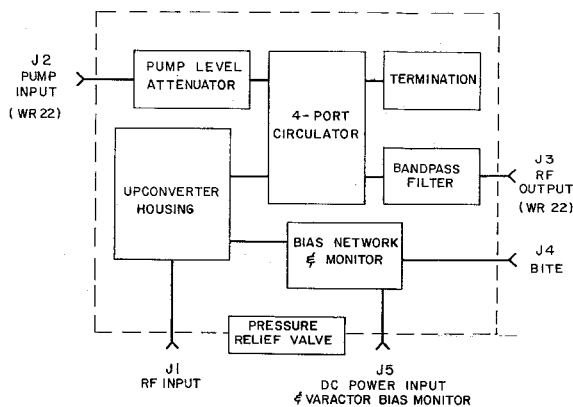 J2
PUMP
INPUT
(WR 22)
PUMP LEVEL
ATTENUATOR
4-PORT
CIRCULATOR
TERMINATION
UPCONVERTER
HOUSING
BANDPASS
FILTER
J3
RF
OUTPUT
(WR 22)
BIAS NETWORK
& MONITOR
J4
BITE
PRESSURE
RELIEF VALVE
J1
RF INPUT
J5
DC POWER INPUT
& VARACTOR BIAS MONITOR